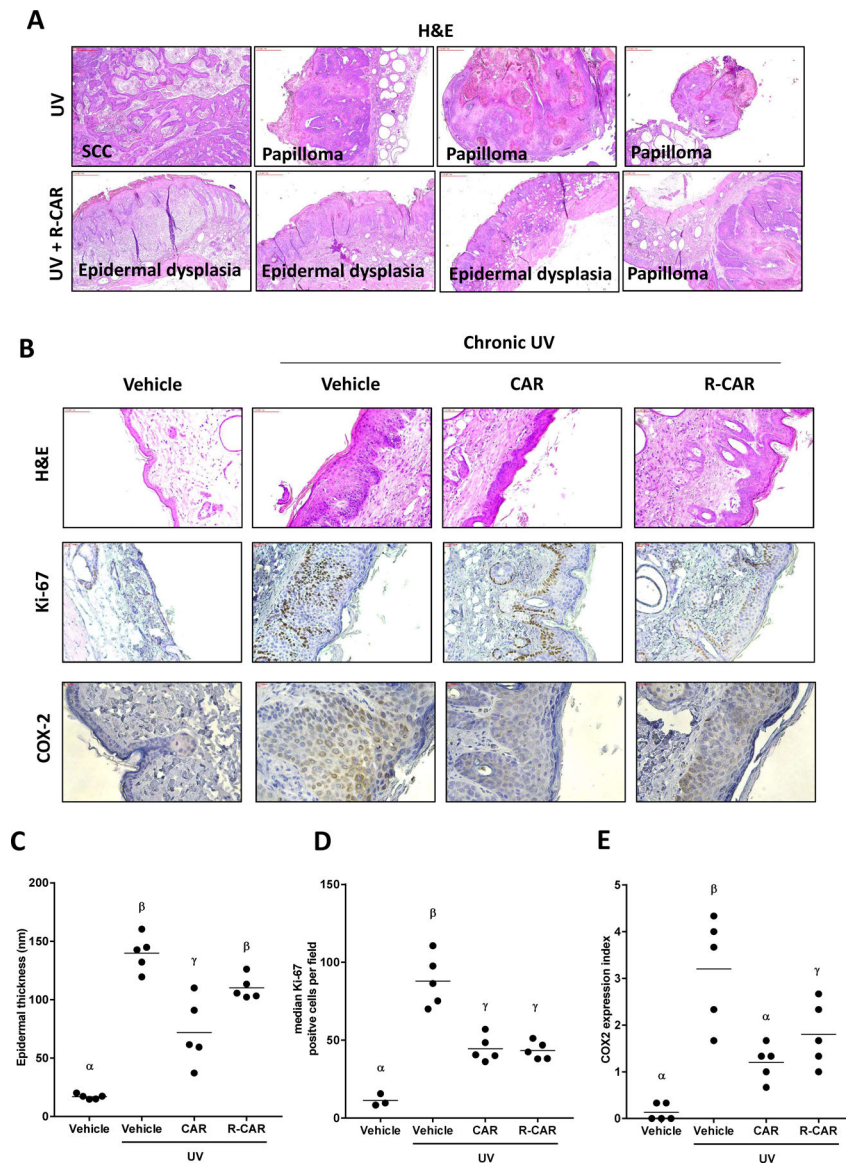 A
H&E
UV
SCC
Papilloma
Papilloma
Papilloma
UV + R-CAR
Epidermal dysplasia
Epidermal dysplasia
Epidermal dysplasia
Papilloma
B
Chronic UV
Vehicle
Vehicle
CAR
R-CAR
H&E
Ki-67
COX-2
C
Epidermal thickness (nm)
200
150
100
50
0
α
β
γ
β
Vehicle
Vehicle
CAR
R-CAR
UV
D
median Ki-67
positve cells per field
150
100
50
0
α
β
γ
γ
Vehicle
Vehicle
CAR
R-CAR
UV
E
COX2 expression index
5
4
3
2
1
0
α
β
α
γ
Vehicle
Vehicle
CAR
R-CAR
UV